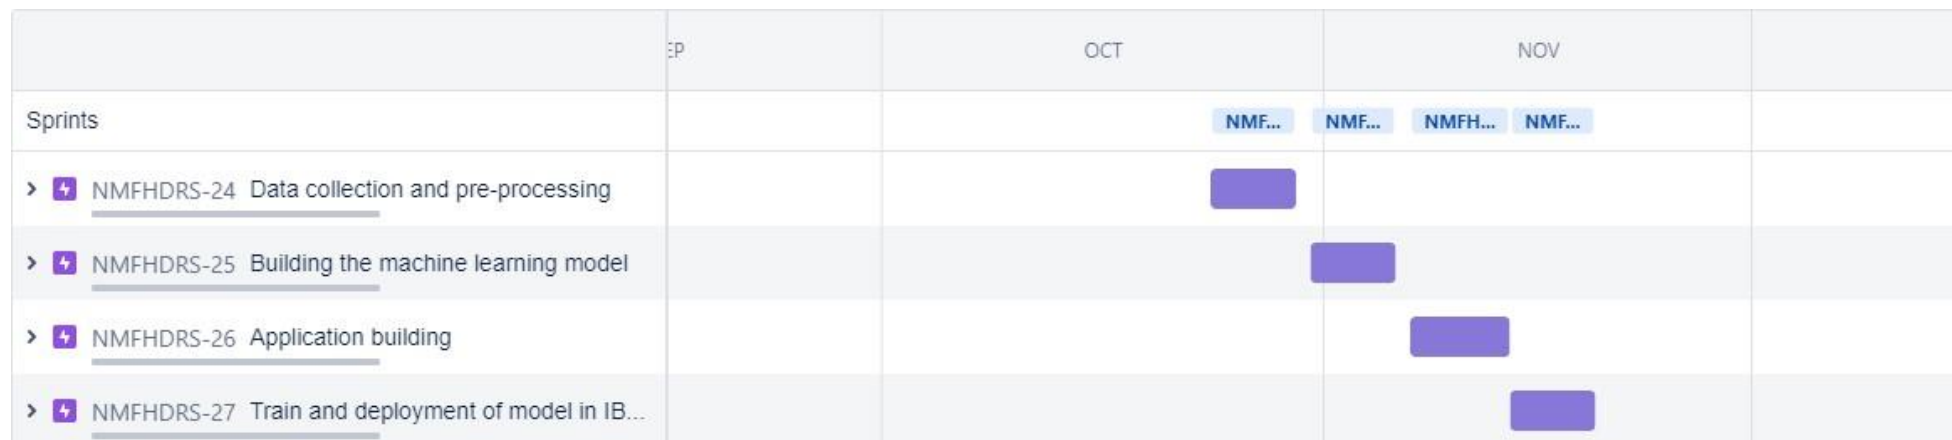 EP OCT NOV
Sprints NMF... NMF... NMFH... NMF...
NMFHDRS-24 Data collection and pre-processing
NMFHDRS-25 Building the machine learning model
NMFHDRS-26 Application building
NMFHDRS-27 Train and deployment of model in IB...